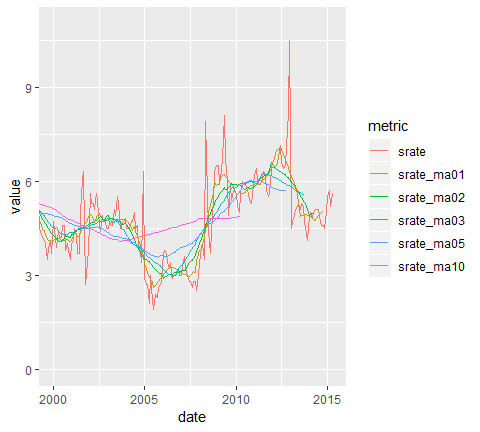 9
6
3
0
value
2000
2005
2010
2015
date
metric
srate
srate_ma01
srate_ma02
srate_ma03
srate_ma05
srate_ma10